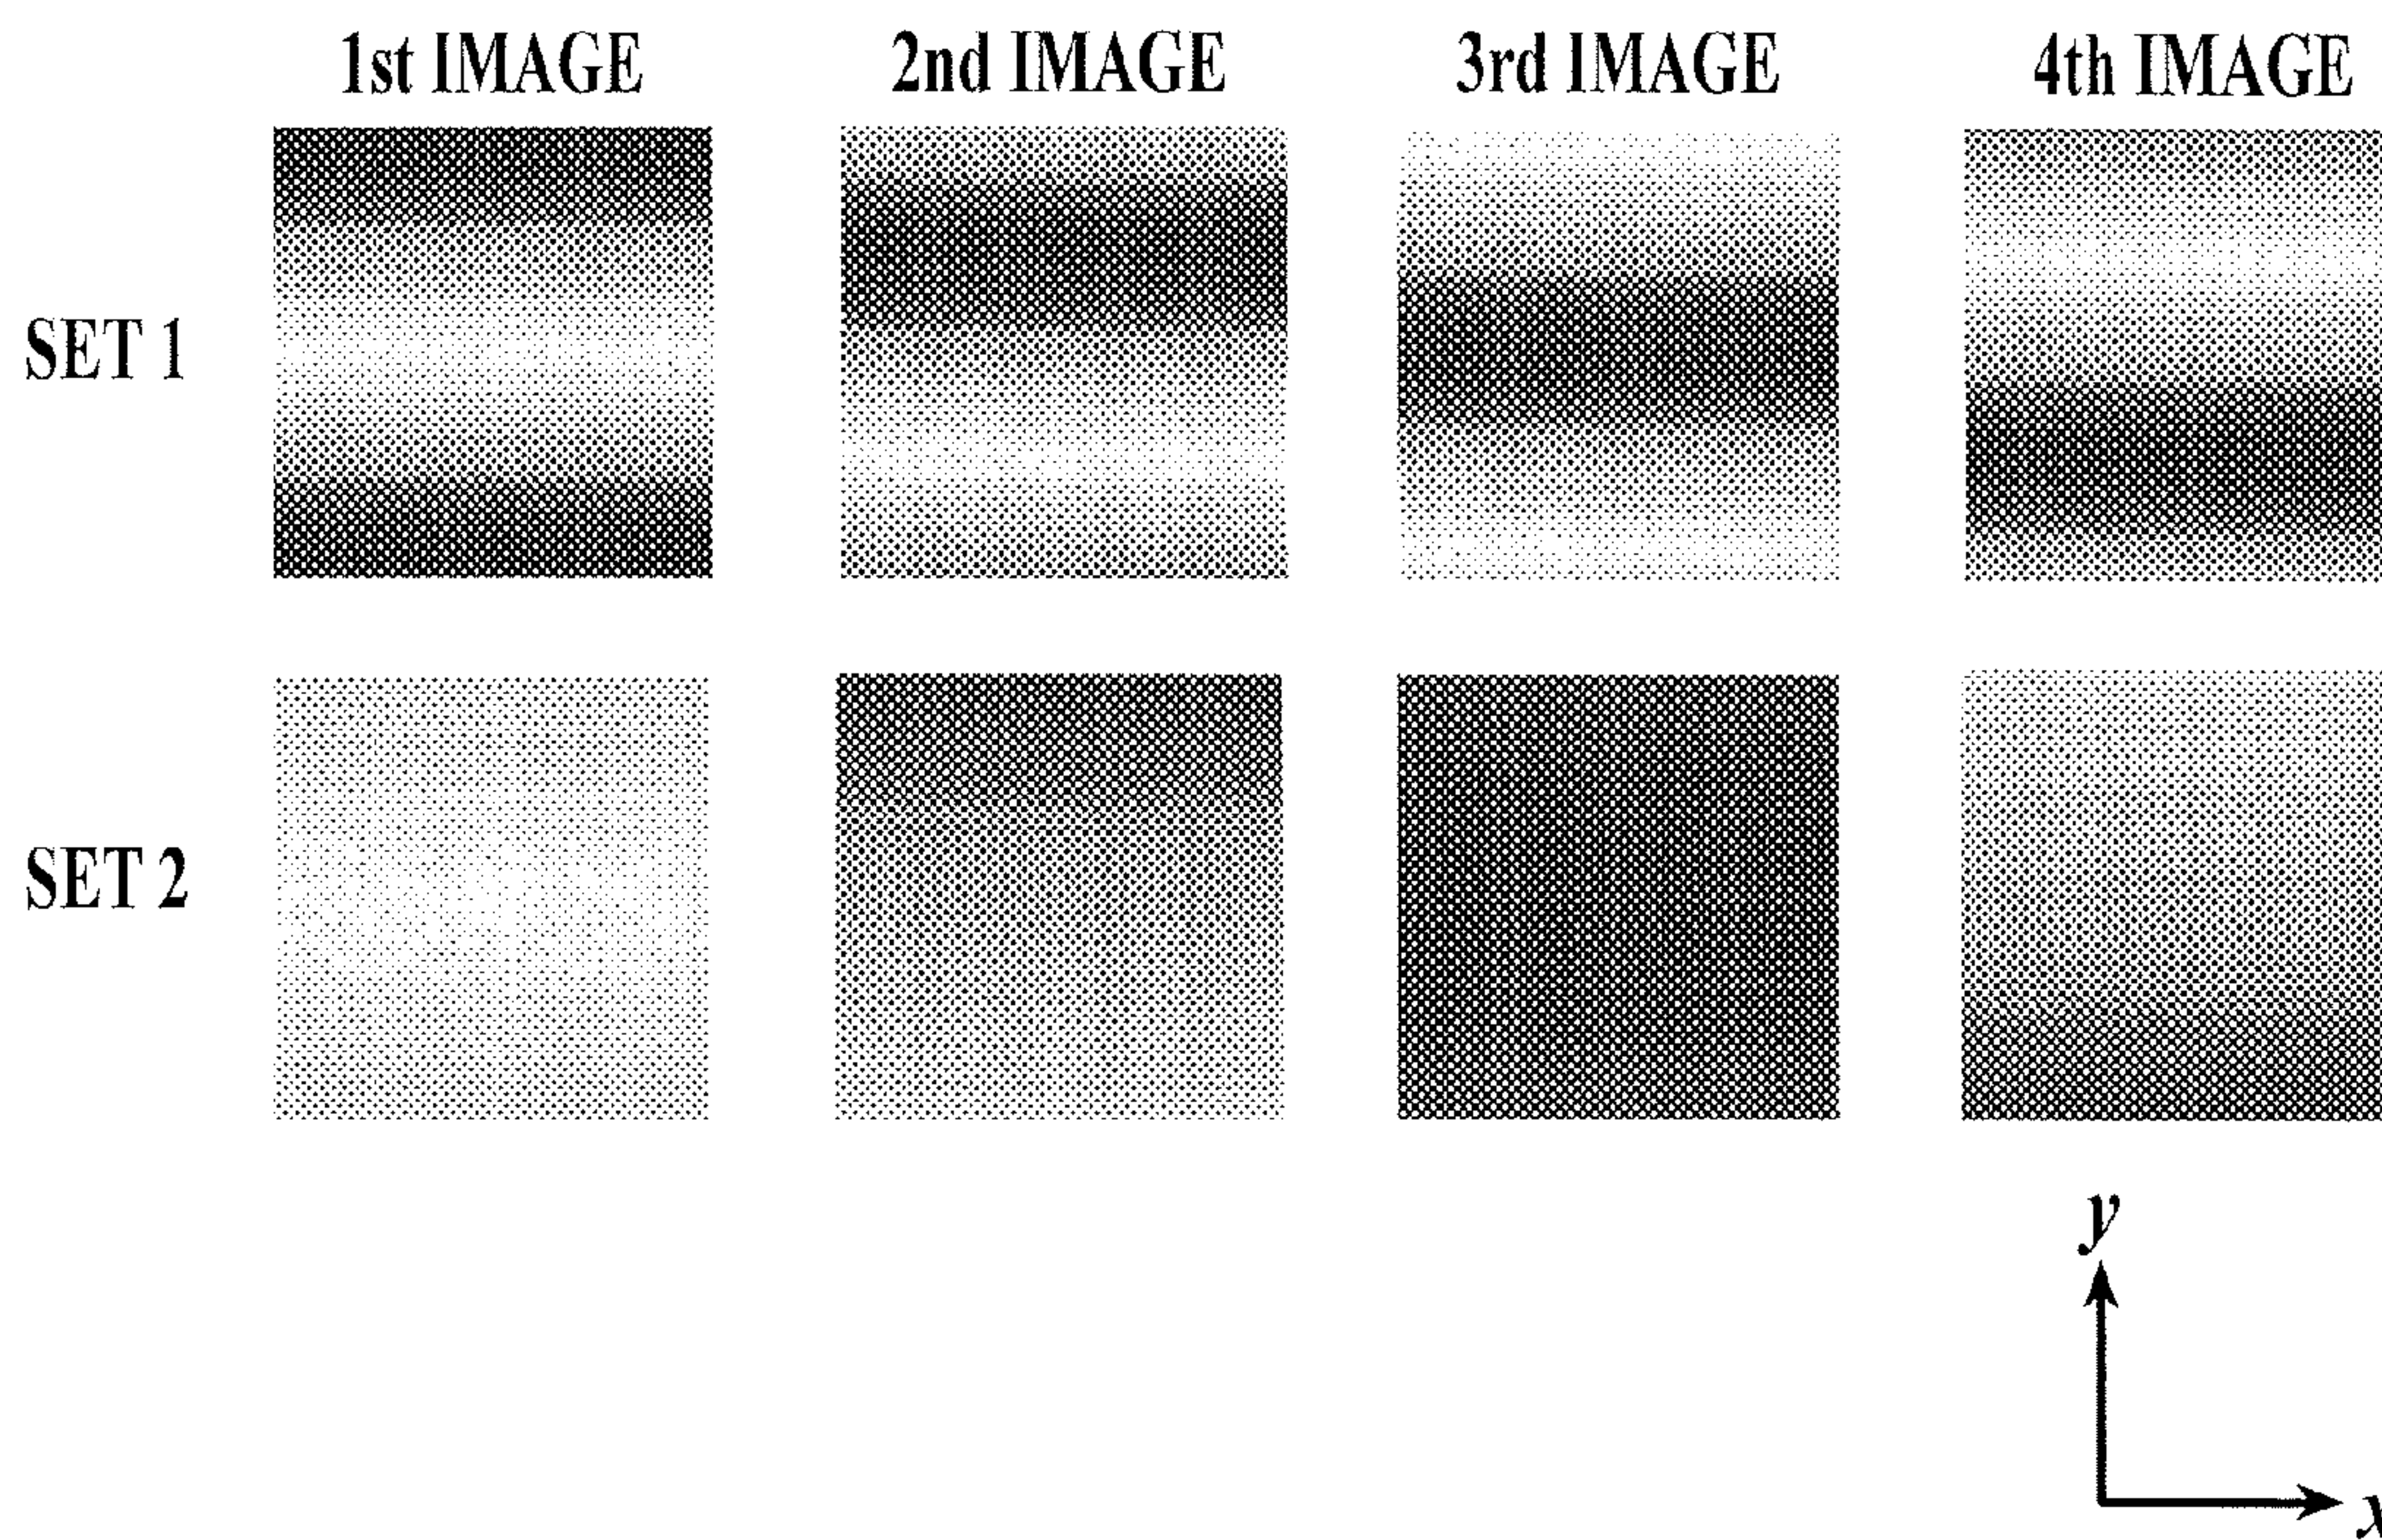 1st IMAGE 2nd IMAGE 3rd IMAGE 4th IMAGE
SET 1
SET 2
y
x